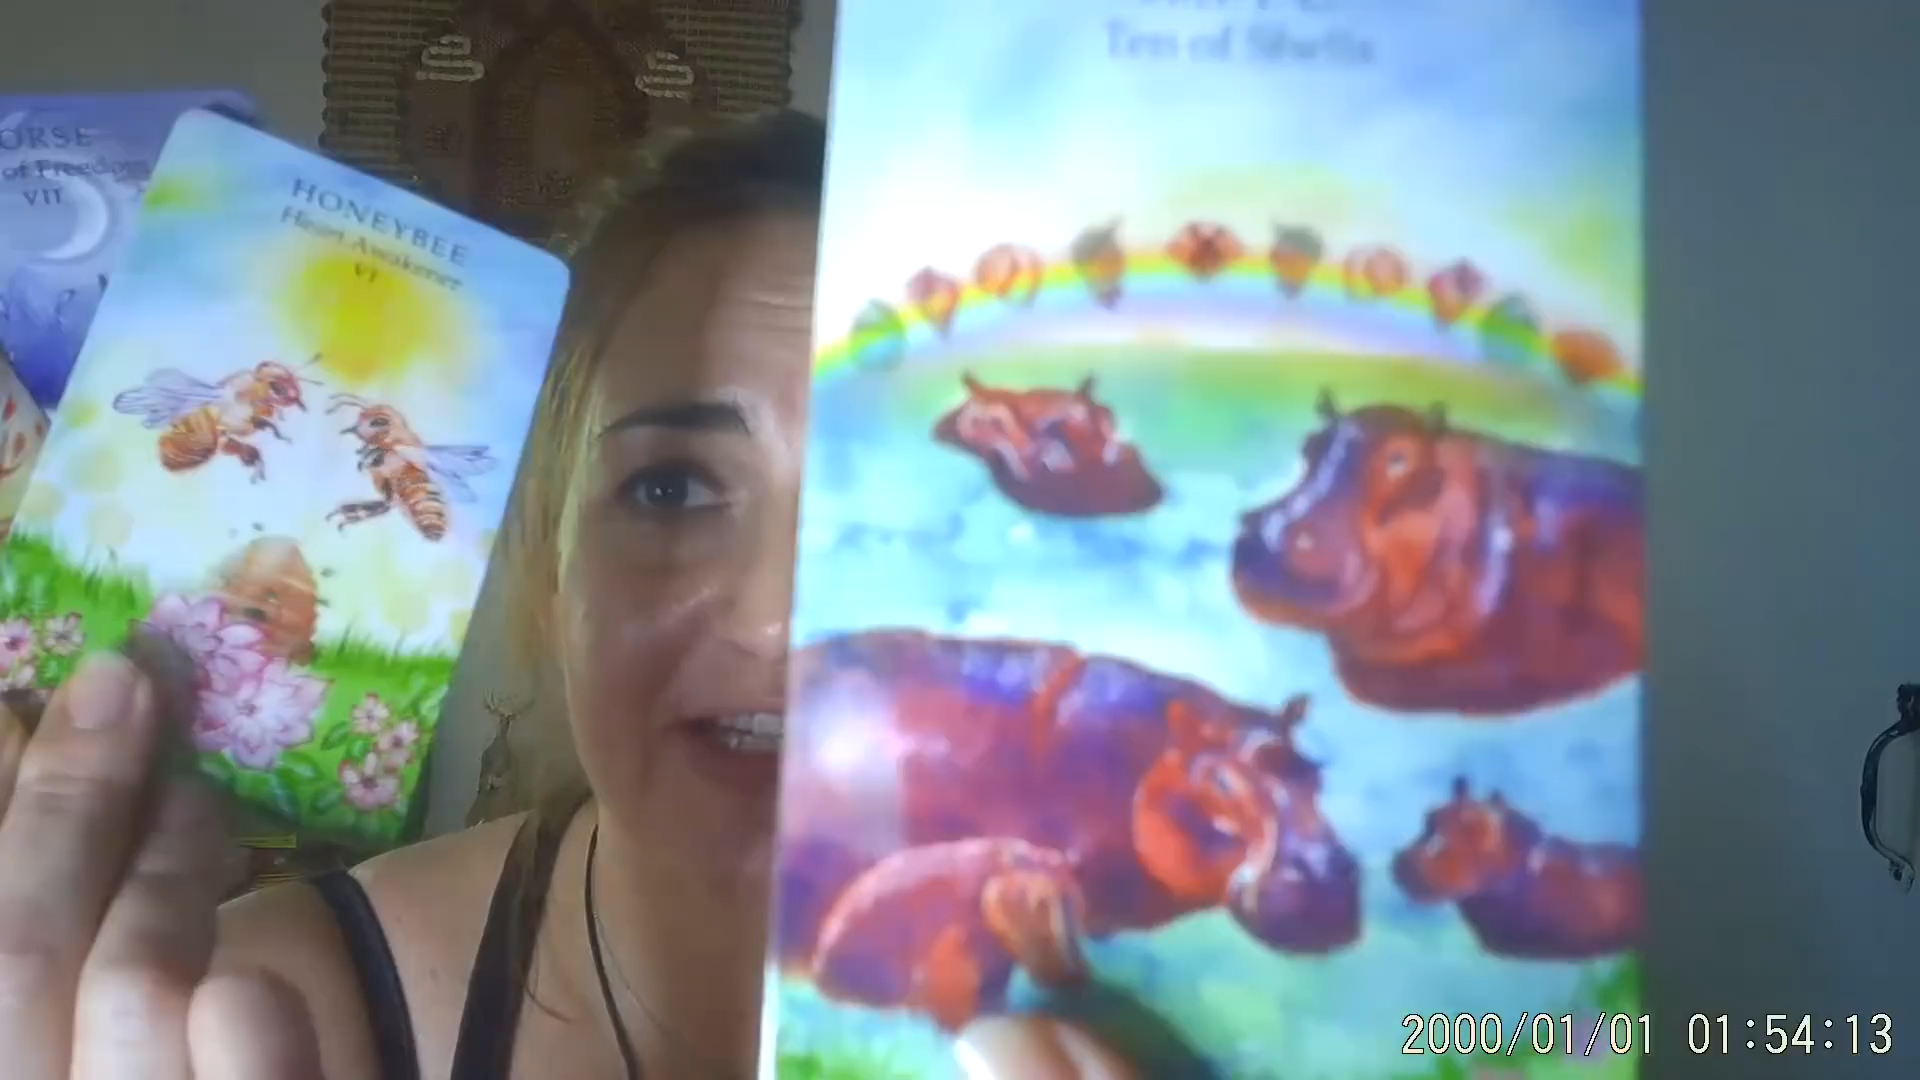 ORSE
of Freedom
VII
HONEYBEE
Heart Awakener
VI
Ten of Shells
2000/01/01 01:54:13